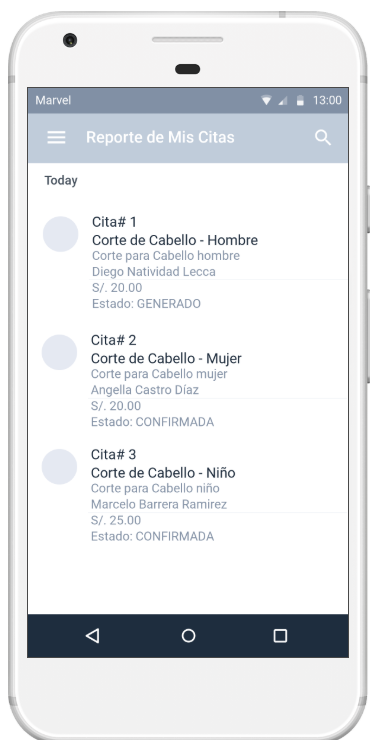 Marvel 13:00
Reporte de Mis Citas
Today
Cita# 1
Corte de Cabello - Hombre
Corte para Cabello hombre
Diego Natividad Lecca
S/. 20.00
Estado: GENERADO
Cita# 2
Corte de Cabello - Mujer
Corte para Cabello mujer
Angella Castro Díaz
S/. 20.00
Estado: CONFIRMADA
Cita# 3
Corte de Cabello - Niño
Corte para Cabello niño
Marcelo Barrera Ramirez
S/. 25.00
Estado: CONFIRMADA